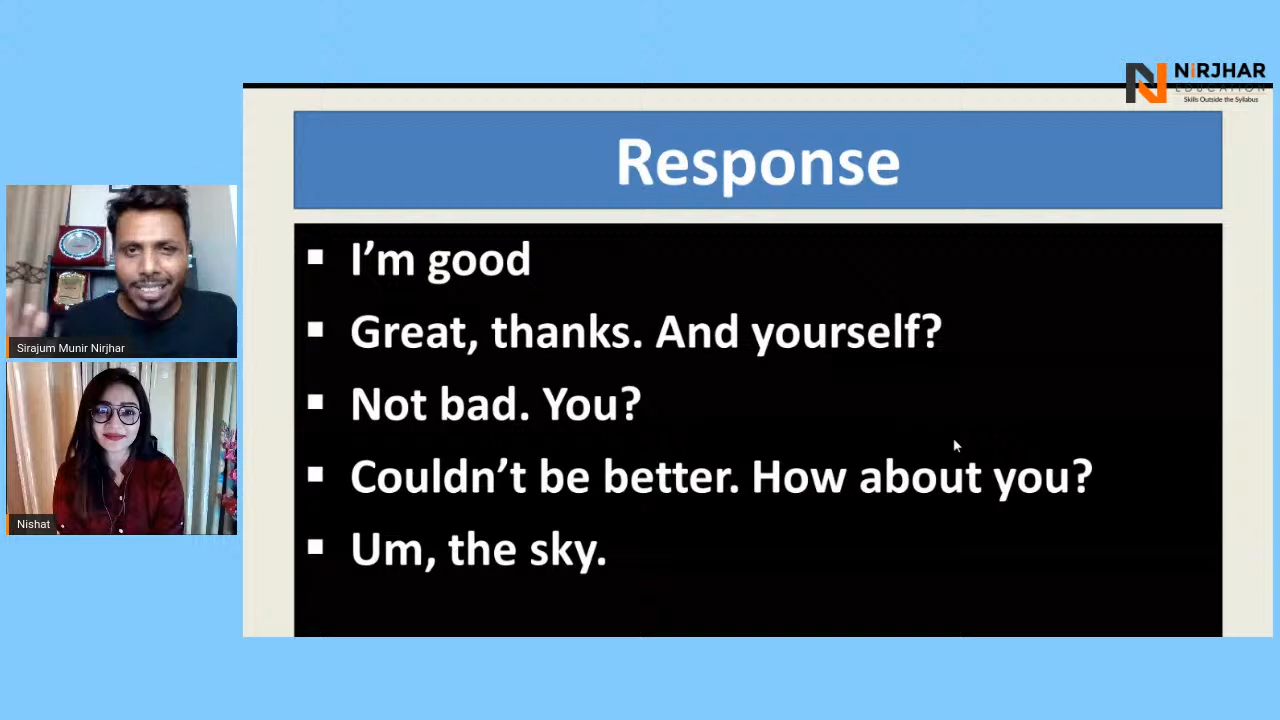 NiRJHAR
EDUCATION
Skills Outside the Syllabus
Response
I'm good
Great, thanks. And yourself?
Not bad. You?
Couldn't be better. How about you?
Um, the sky.
Sirajum Munir Nirjhar
Nishat